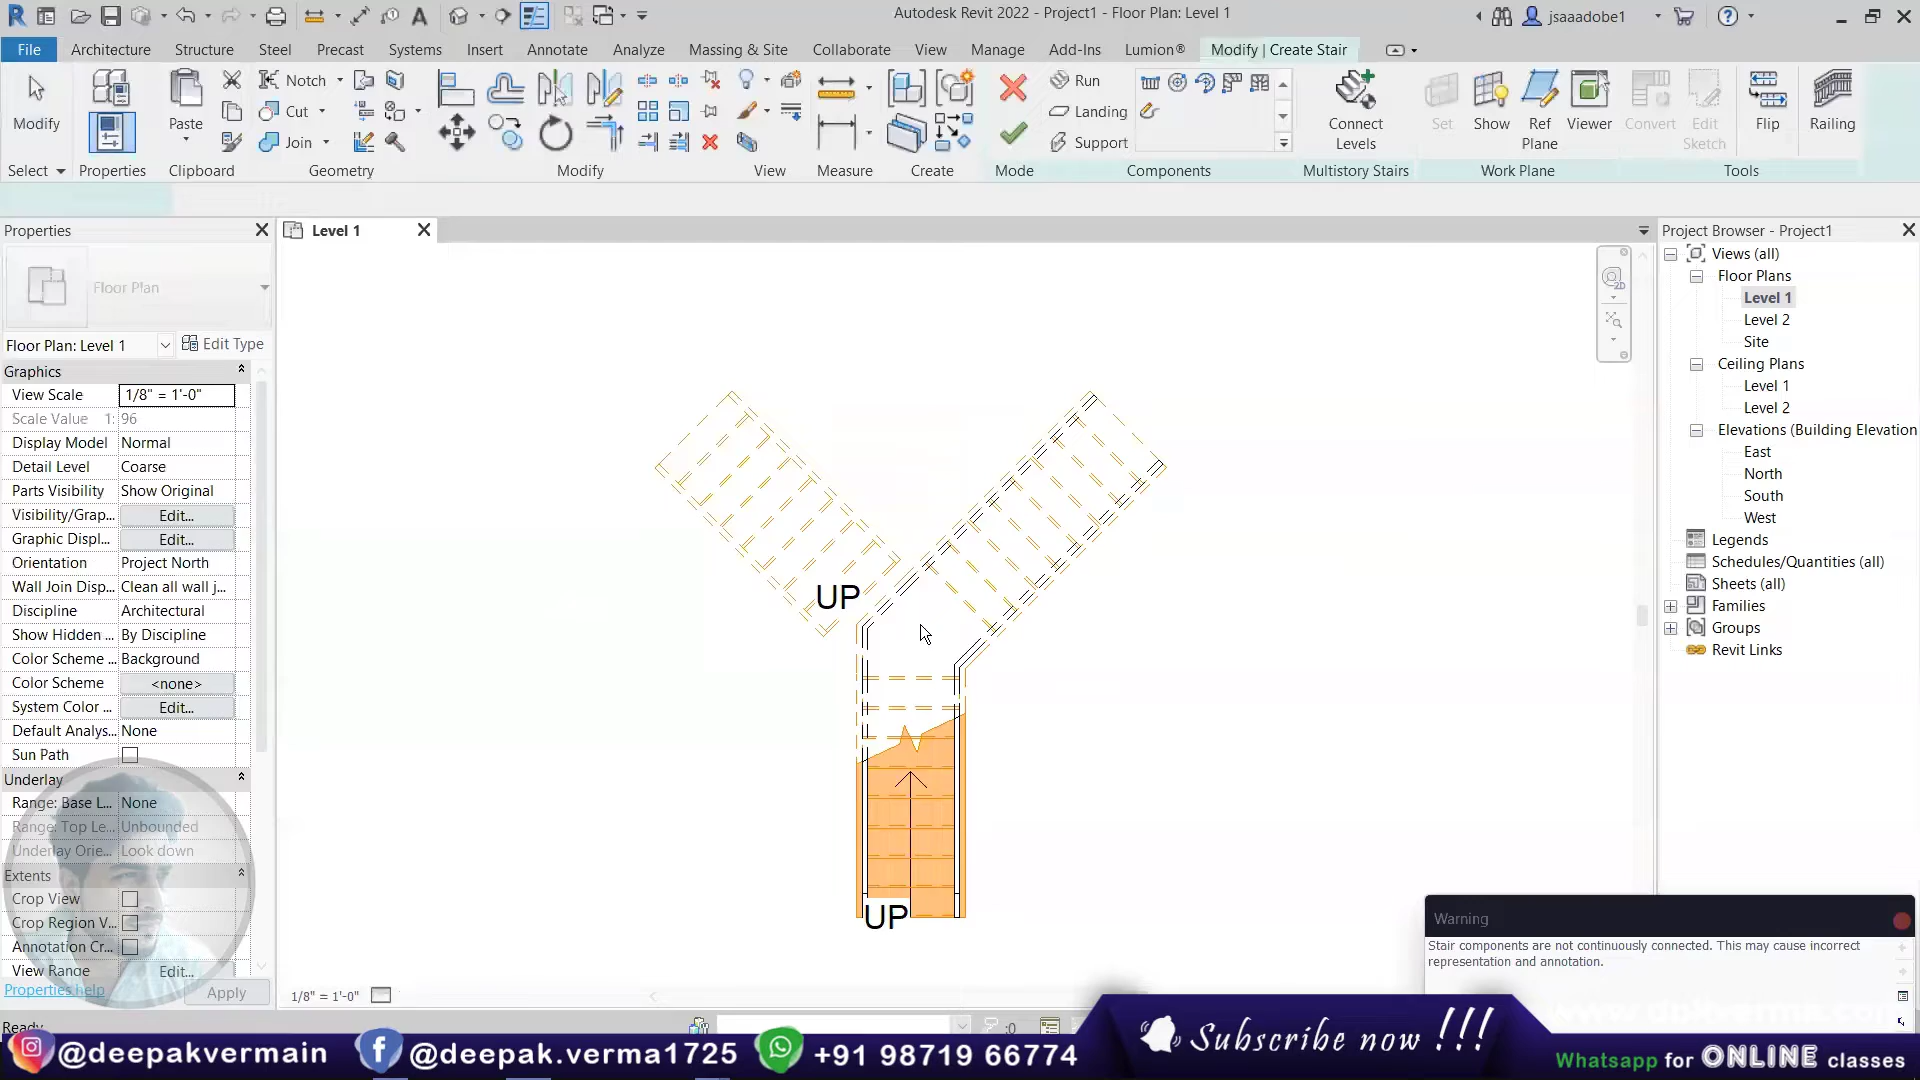 Autodesk Revit 2022 - Project1 - Floor Plan: Level 1
jsaaadobe1
File Architecture Structure Steel Precast Systems Insert Annotate Analyze Massing & Site Collaborate View Manage Add-Ins Lumion® Modify | Create Stair
Modify
Paste
Notch
Cut
Join
Run
Landing
Support
Connect Levels
Set
Show
Ref Plane
Viewer
Convert
Edit Sketch
Flip
Railing
Select Properties Clipboard Geometry Modify View Measure Create Mode Components Multistory Stairs Work Plane Tools
Properties
Floor Plan
Floor Plan: Level 1
Edit Type
Graphics
View Scale 1/8" = 1'-0"
Scale Value 1: 96
Display Model Normal
Detail Level Coarse
Parts Visibility Show Original
Visibility/Grap... Edit...
Graphic Displ... Edit...
Orientation Project North
Wall Join Disp... Clean all wall j...
Discipline Architectural
Show Hidden ... By Discipline
Color Scheme ... Background
Color Scheme <none>
System Color ... Edit...
Default Analys... None
Sun Path
Underlay
Range: Base L... None
Range: Top Le... Unbounded
Underlay Orie... Look down
Extents
Crop View
Crop Region V...
Annotation Cr...
View Range Edit...
Properties help
Apply
Ready
Level 1
2D
UP
UP
1/8" = 1'-0"
:0
Project Browser - Project1
Views (all)
Floor Plans
Level 1
Level 2
Site
Ceiling Plans
Level 1
Level 2
Elevations (Building Elevation
East
North
South
West
Legends
Schedules/Quantities (all)
Sheets (all)
Families
Groups
Revit Links
Warning
Stair components are not continuously connected. This may cause incorrect
representation and annotation.
@deepakvermain
@deepak.verma1725
+91 98719 66774
Subscribe now !!!
Whatsapp for ONLINE classes